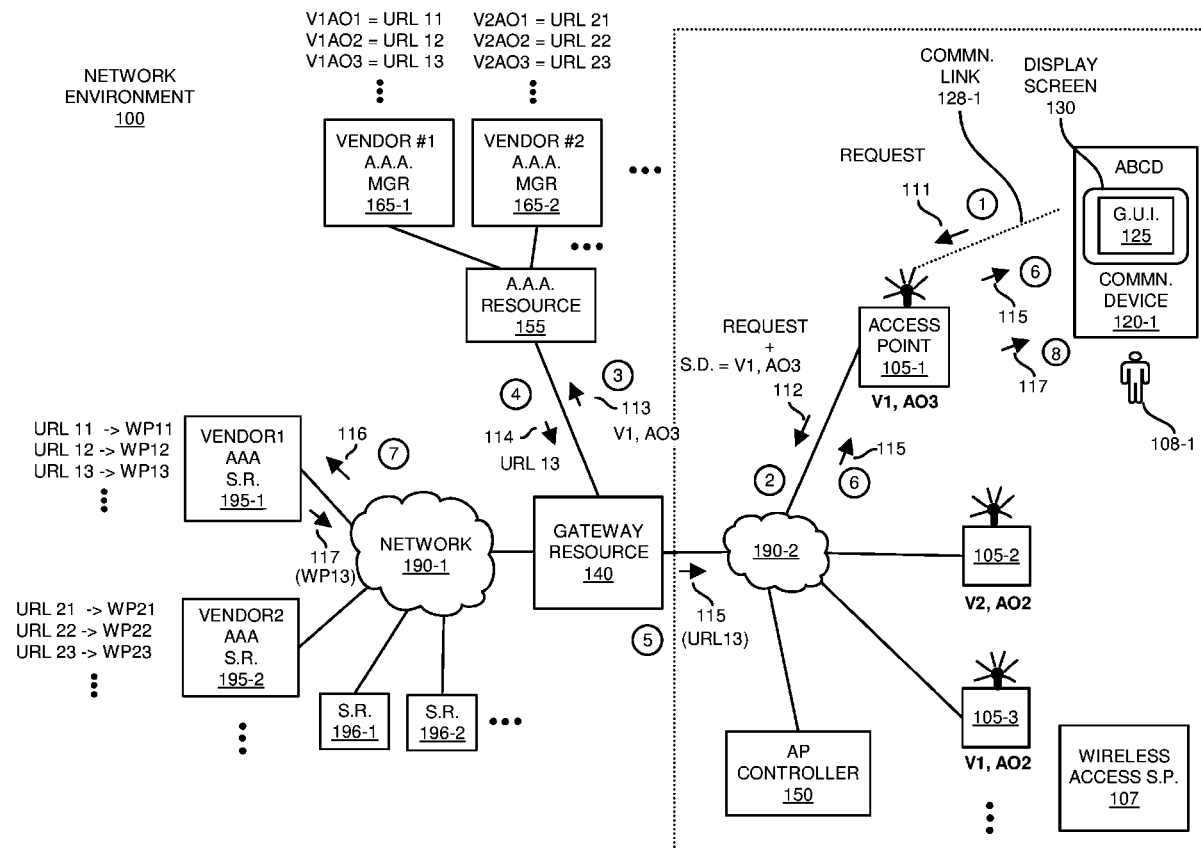 NETWORK
ENVIRONMENT
100
V1AO1 = URL 11
V1AO2 = URL 12
V1AO3 = URL 13
V2AO1 = URL 21
V2AO2 = URL 22
V2AO3 = URL 23
VENDOR #1
A.A.A.
MGR
165-1
VENDOR #2
A.A.A.
MGR
165-2
A.A.A.
RESOURCE
155
COMMN.
LINK
128-1
DISPLAY
SCREEN
130
REQUEST
111
1
ABCD
G.U.I.
125
COMMN.
DEVICE
120-1
6
115
8
117
108-1
ACCESS
POINT
105-1
V1, AO3
REQUEST
+
S.D. = V1, AO3
112
2
115
6
3
113
V1, AO3
4
114
URL 13
URL 11 -> WP11
URL 12 -> WP12
URL 13 -> WP13
VENDOR1
AAA
S.R.
195-1
116
7
117
(WP13)
NETWORK
190-1
GATEWAY
RESOURCE
140
5
115
(URL13)
190-2
105-2
V2, AO2
105-3
V1, AO2
URL 21 -> WP21
URL 22 -> WP22
URL 23 -> WP23
VENDOR2
AAA
S.R.
195-2
S.R.
196-1
S.R.
196-2
AP
CONTROLLER
150
WIRELESS
ACCESS S.P.
107